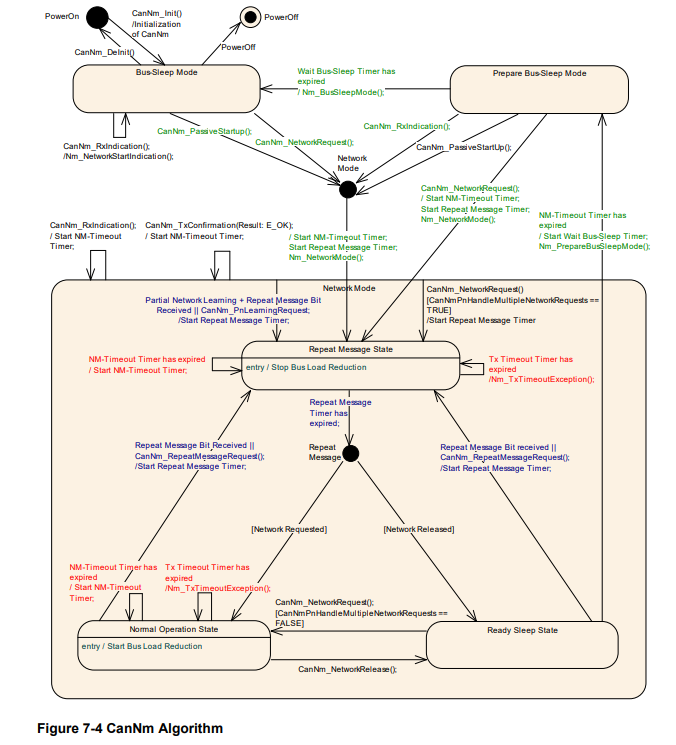 PowerOn
CanNm_Init()
/Initialization
of CanNm
PowerOff
CanNm_DeInit()
PowerOff
Bus-Sleep Mode
Wait Bus-Sleep Timer has
expired
/ Nm_BusSleepMode();
Prepare Bus-Sleep Mode
CanNm_PassiveStartup();
CanNm_NetworkRequest();
CanNm_RxIndication();
CanNm_PassiveStartUp();
CanNm_RxIndication();
/Nm_NetworkStartIndication();
Network
Mode
CanNm_NetworkRequest();
/ Start NM-Timeout Timer;
Start Repeat Message Timer;
Nm_NetworkMode();
NM-Timeout Timer has
expired
/ Start Wait Bus-Sleep Timer;
Nm_PrepareBusSleepMode();
CanNm_RxIndication();
/ Start NM-Timeout
Timer;
CanNm_TxConfirmation(Result: E_OK);
/ Start NM-Timeout Timer;
/ Start NM-Timeout Timer;
Start Repeat Message Timer;
Nm_NetworkMode();
Network Mode
Partial Network Learning + Repeat Message Bit
Received || CanNm_PnLearningRequest;
/Start Repeat Message Timer;
CanNm_NetworkRequest()
[CanNmPnHandleMultipleNetworkRequests ==
TRUE]
/Start Repeat Message Timer
Repeat Message State
entry / Stop Bus Load Reduction
NM-Timeout Timer has expired
/ Start NM-Timeout Timer;
Tx Timeout Timer has
expired
/Nm_TxTimeoutException();
Repeat Message
Timer has
expired;
Repeat
Message
Repeat Message Bit Received ||
CanNm_RepeatMessageRequest();
/Start Repeat Message Timer;
Repeat Message Bit received ||
CanNm_RepeatMessageRequest();
/Start Repeat Message Timer;
[Network Requested]
[Network Released]
NM-Timeout Timer has
expired
/ Start NM-Timeout
Timer;
Tx Timeout Timer has
expired
/Nm_TxTimeoutException();
CanNm_NetworkRequest();
[CanNmPnHandleMultipleNetworkRequests ==
FALSE]
Normal Operation State
entry / Start Bus Load Reduction
Ready Sleep State
CanNm_NetworkRelease();
Figure 7-4 CanNm Algorithm